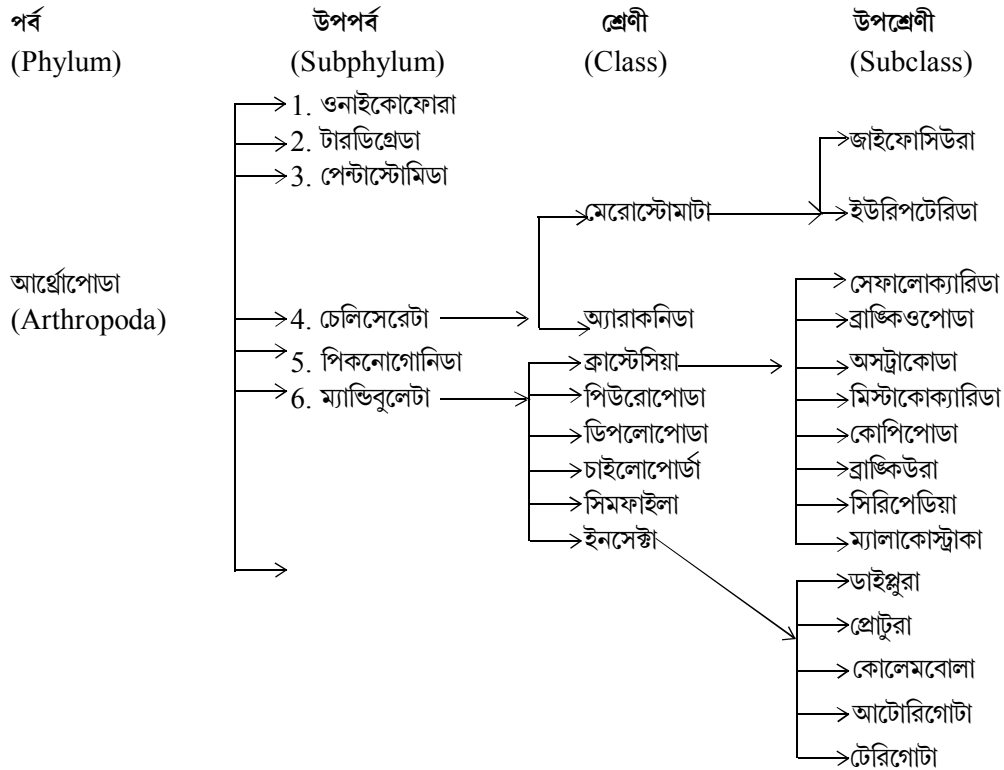 পর্ব উপপর্ব শ্রেণী উপশ্রেণী
(Phylum) (Subphylum) (Class) (Subclass)
1. ওনাইকোফোরা
2. টারডিগ্রেডা জাইফোসিউরা
3. পেন্টাস্টোমিডা
মেরোস্টোমাটা ইউরিপটেরিডা
আর্থ্রোপোডা সেফালোক্যারিডা
(Arthropoda) 4. চেলিসেরেটা অ্যারাকনিডা ব্রাঙ্কিওপোডা
5. পিকনোগোনিডা ক্রাস্টেসিয়া অসট্রাকোডা
6. ম্যান্ডিবুলেটা পিউরোপোডা মিস্টাকোক্যারিডা
ডিপলোপোডা কোপিপোডা
চাইলোপোর্ডা ব্রাঙ্কিউরা
সিমফাইলা সিরিপেডিয়া
ইনসেক্টা ম্যালাকোস্ট্রাকা
ডাইপ্লুরা
প্রোটুরা
কোলেমবোলা
আটোরিগোটা
টেরিগোটা